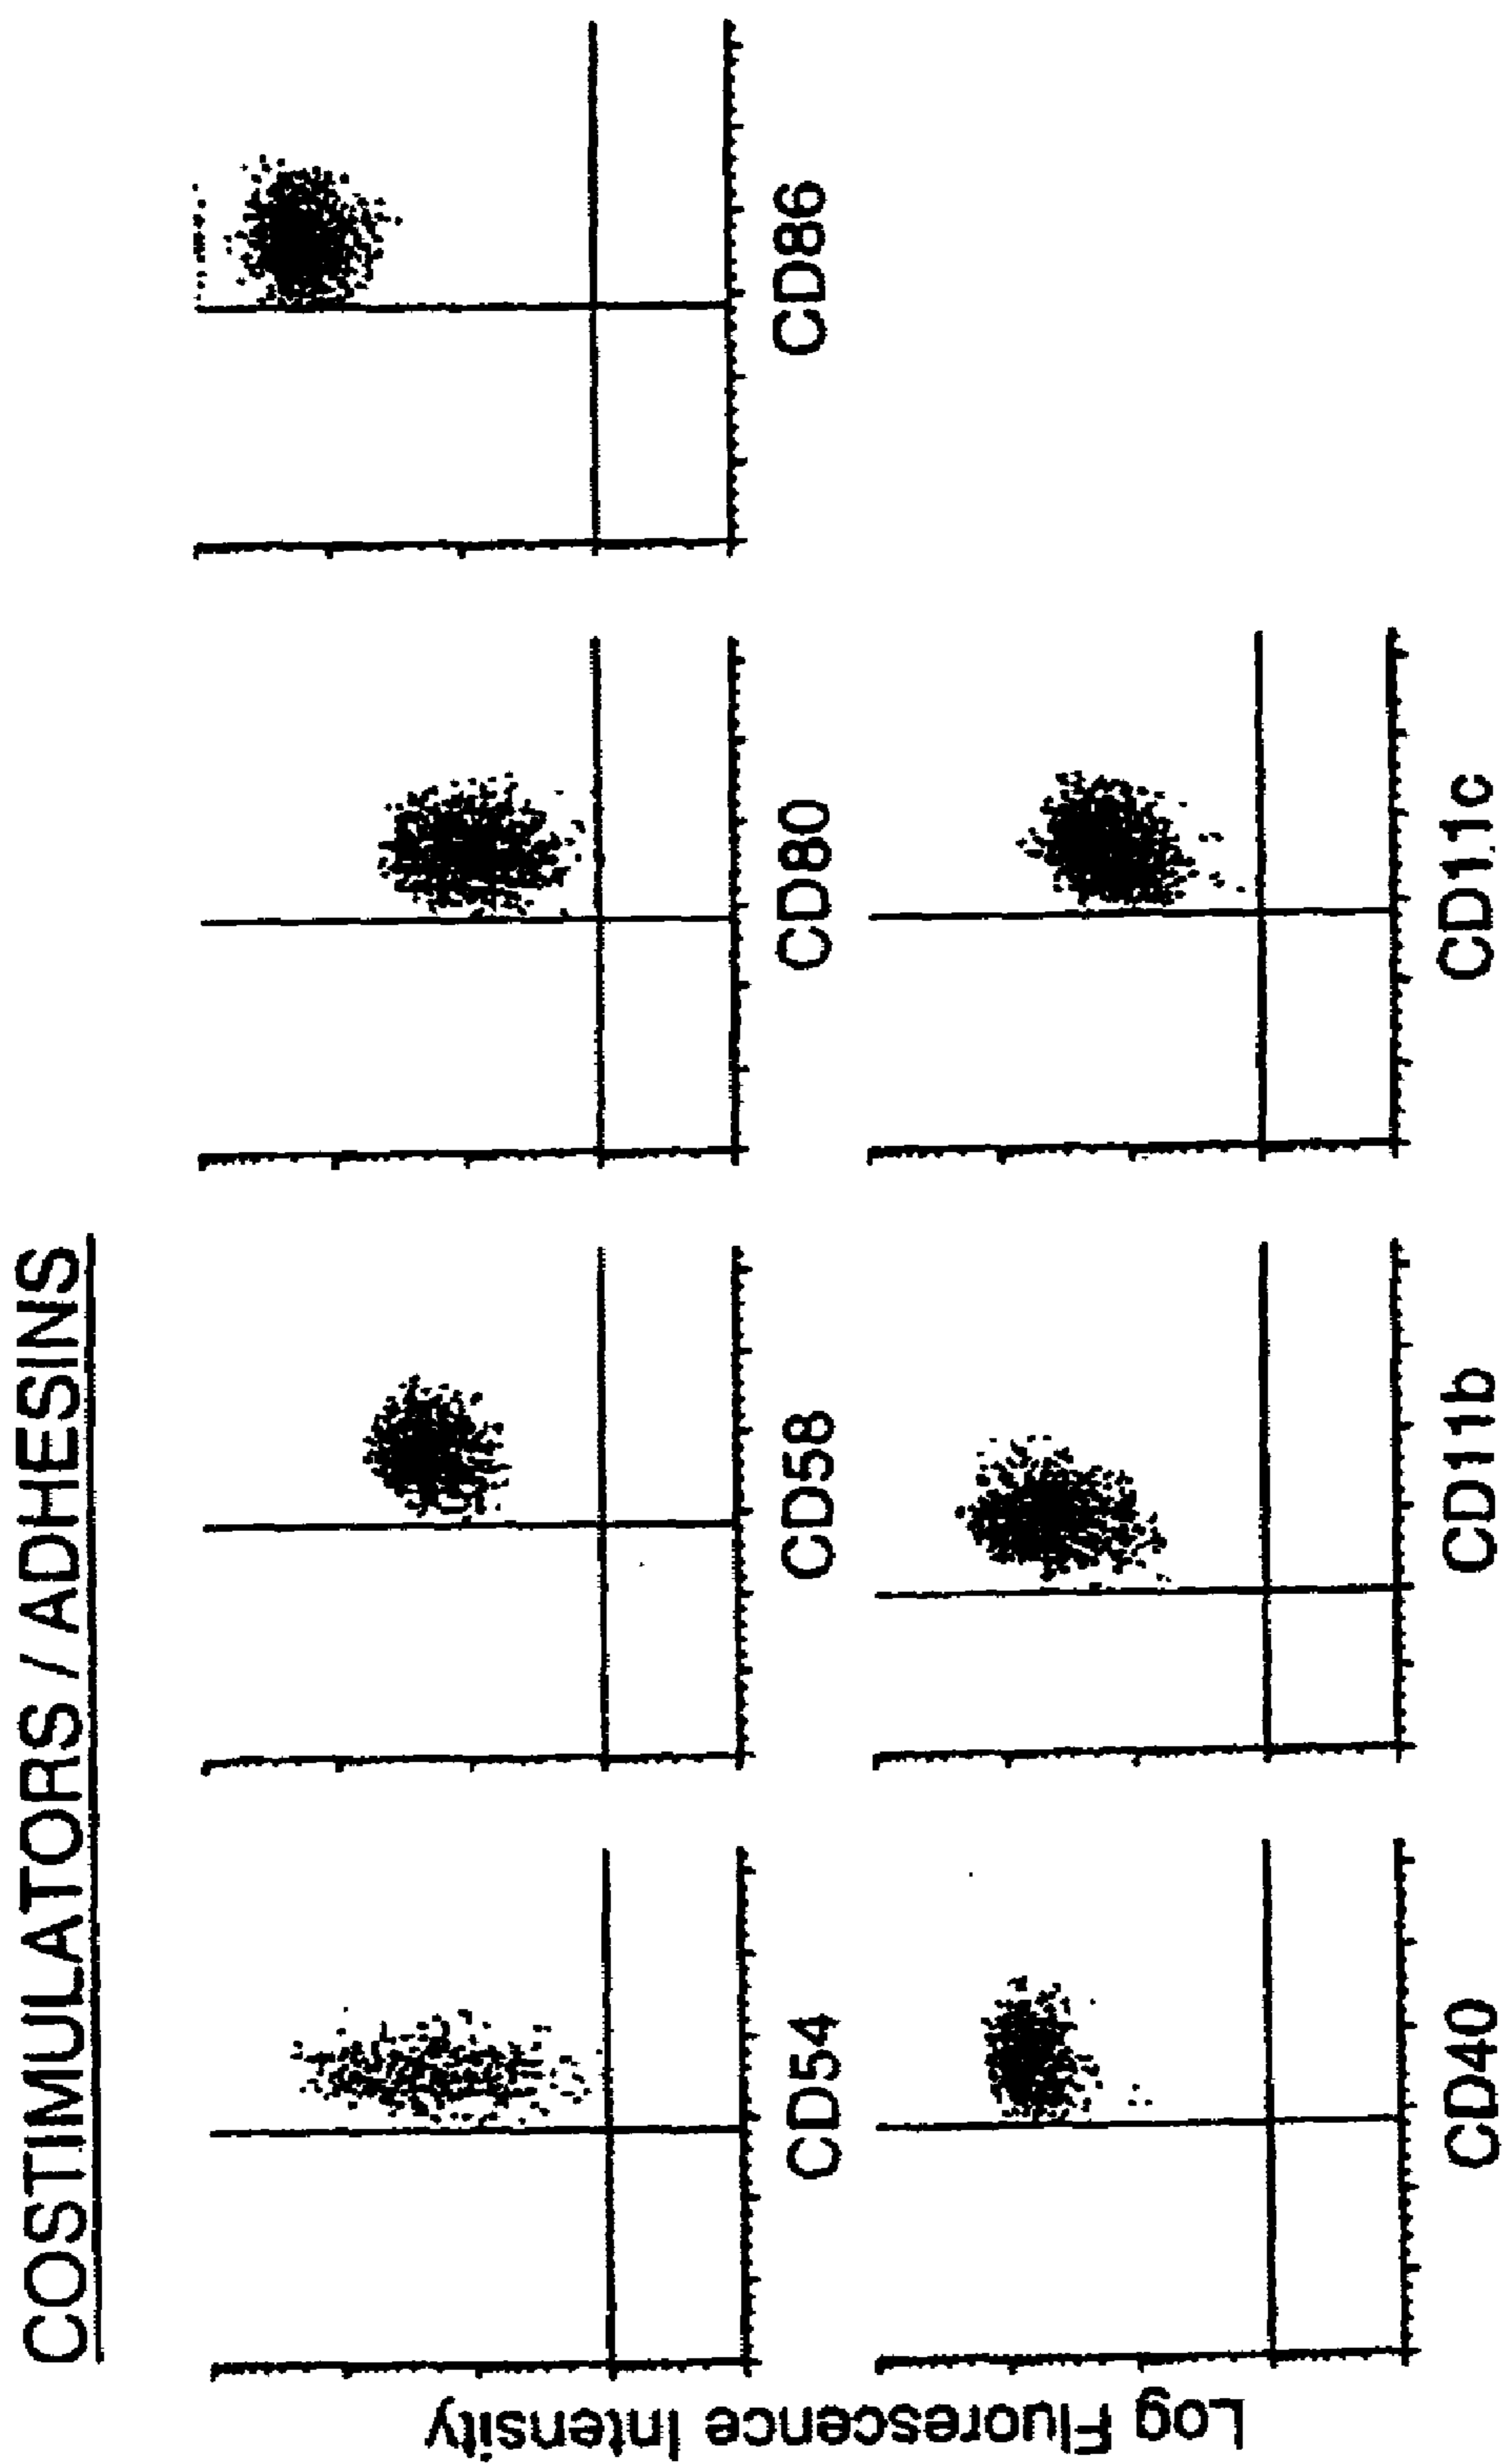 COSTIMULATORS / ADHESINS
Log Fluorescence Intensity
CD54
CD58
CD80
CD86
CD40
CD11b
CD11c